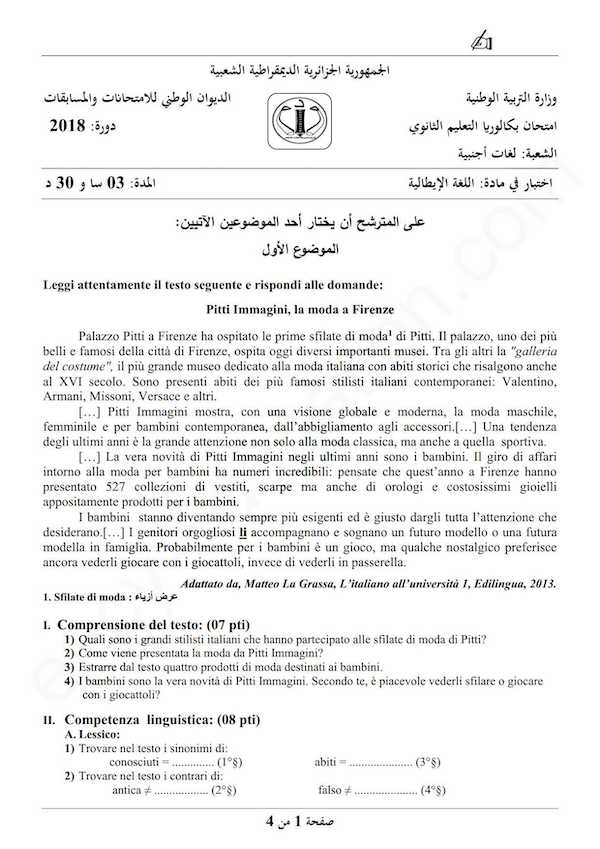 الجمهورية الجزائرية الديمقراطية الشعبية
وزارة التربية الوطنية
الديوان الوطني للامتحانات والمسابقات
امتحان بكالوريا التعليم الثانوي
دورة: 2018
الشعبة: لغات أجنبية
اختبار في مادة: اللغة الإيطالية
المدة: 03 سا و 30 د
على المترشح أن يختار أحد الموضوعين الآتيين:
الموضوع الأول
Leggi attentamente il testo seguente e rispondi alle domande:
Pitti Immagini, la moda a Firenze
Palazzo Pitti a Firenze ha ospitato le prime sfilate di moda¹ di Pitti. Il palazzo, uno dei più
belli e famosi della città di Firenze, ospita oggi diversi importanti musei. Tra gli altri la "galleria
del costume", il più grande museo dedicato alla moda italiana con abiti storici che risalgono anche
al XVI secolo. Sono presenti abiti dei più famosi stilisti italiani contemporanei: Valentino,
Armani, Missoni, Versace e altri.
[…] Pitti Immagini mostra, con una visione globale e moderna, la moda maschile,
femminile e per bambini contemporanea, dall'abbigliamento agli accessori.[…] Una tendenza
degli ultimi anni è la grande attenzione non solo alla moda classica, ma anche a quella sportiva.
[…] La vera novità di Pitti Immagini negli ultimi anni sono i bambini. Il giro di affari
intorno alla moda per bambini ha numeri incredibili: pensate che quest'anno a Firenze hanno
presentato 527 collezioni di vestiti, scarpe ma anche di orologi e costosissimi gioielli
appositamente prodotti per i bambini.
I bambini stanno diventando sempre più esigenti ed è giusto dargli tutta l'attenzione che
desiderano.[…] I genitori orgogliosi li accompagnano e sognano un futuro modello o una futura
modella in famiglia. Probabilmente per i bambini è un gioco, ma qualche nostalgico preferisce
ancora vederli giocare con i giocattoli, invece di vederli in passerella.
Adattato da, Matteo La Grassa, L'italiano all'università 1, Edilingua, 2013.
1. Sfilate di moda : عرض أزياء
I. Comprensione del testo: (07 pti)
1) Quali sono i grandi stilisti italiani che hanno partecipato alle sfilate di moda di Pitti?
2) Come viene presentata la moda da Pitti Immagini?
3) Estrarre dal testo quattro prodotti di moda destinati ai bambini.
4) I bambini sono la vera novità di Pitti Immagini. Secondo te, è piacevole vederli sfilare o giocare
con i giocattoli?
II. Competenza linguistica: (08 pti)
A. Lessico:
1) Trovare nel testo i sinonimi di:
conosciuti = .............. (1°§) abiti = ..................... (3°§)
2) Trovare nel testo i contrari di:
antica ≠ .................. (2°§) falso ≠ ..................... (4°§)
صفحة 1 من 4